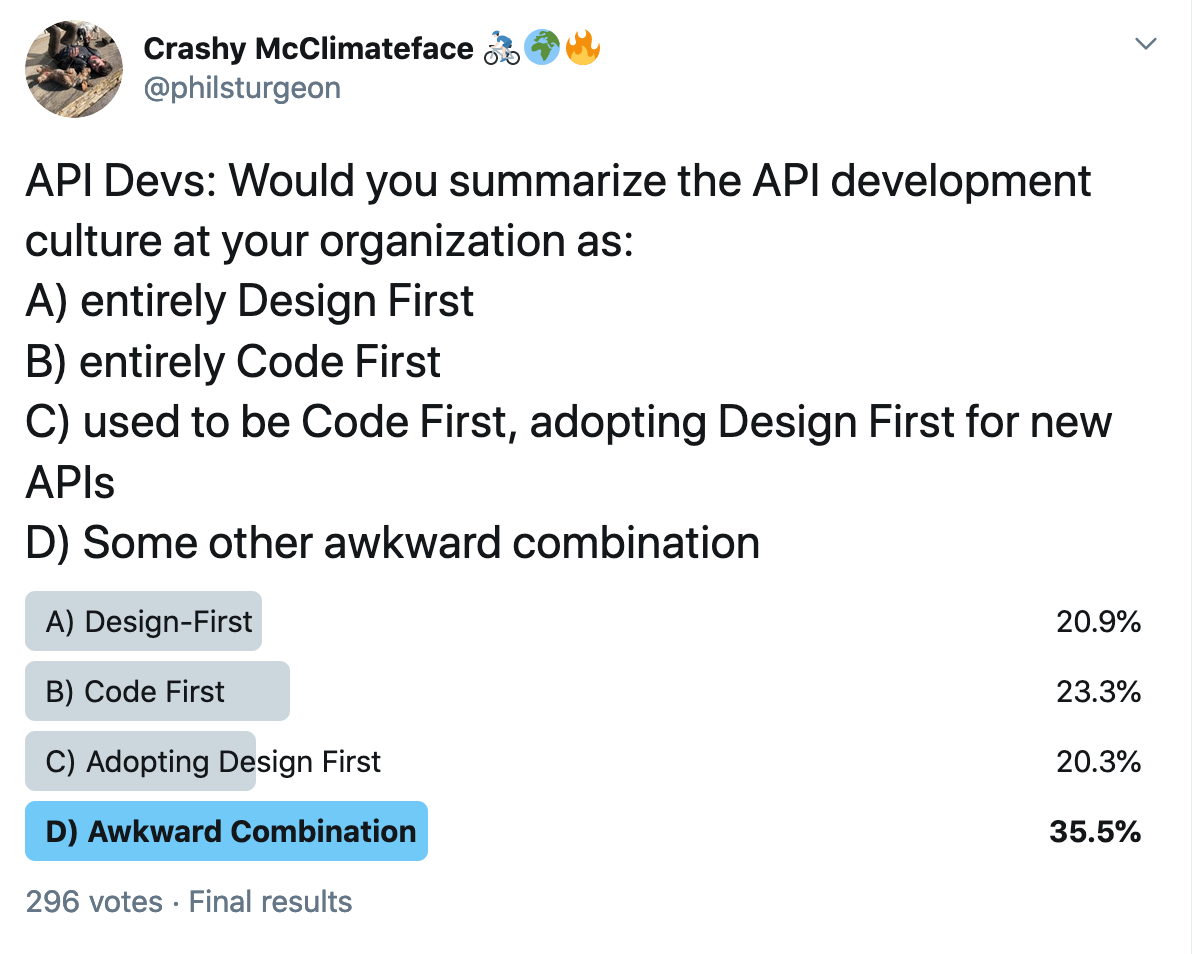 Crashy McClimateface 🚴🌍🔥
@philsturgeon
API Devs: Would you summarize the API development
culture at your organization as:
A) entirely Design First
B) entirely Code First
C) used to be Code First, adopting Design First for new
APIs
D) Some other awkward combination
A) Design-First 20.9%
B) Code First 23.3%
C) Adopting Design First 20.3%
D) Awkward Combination 35.5%
296 votes · Final results